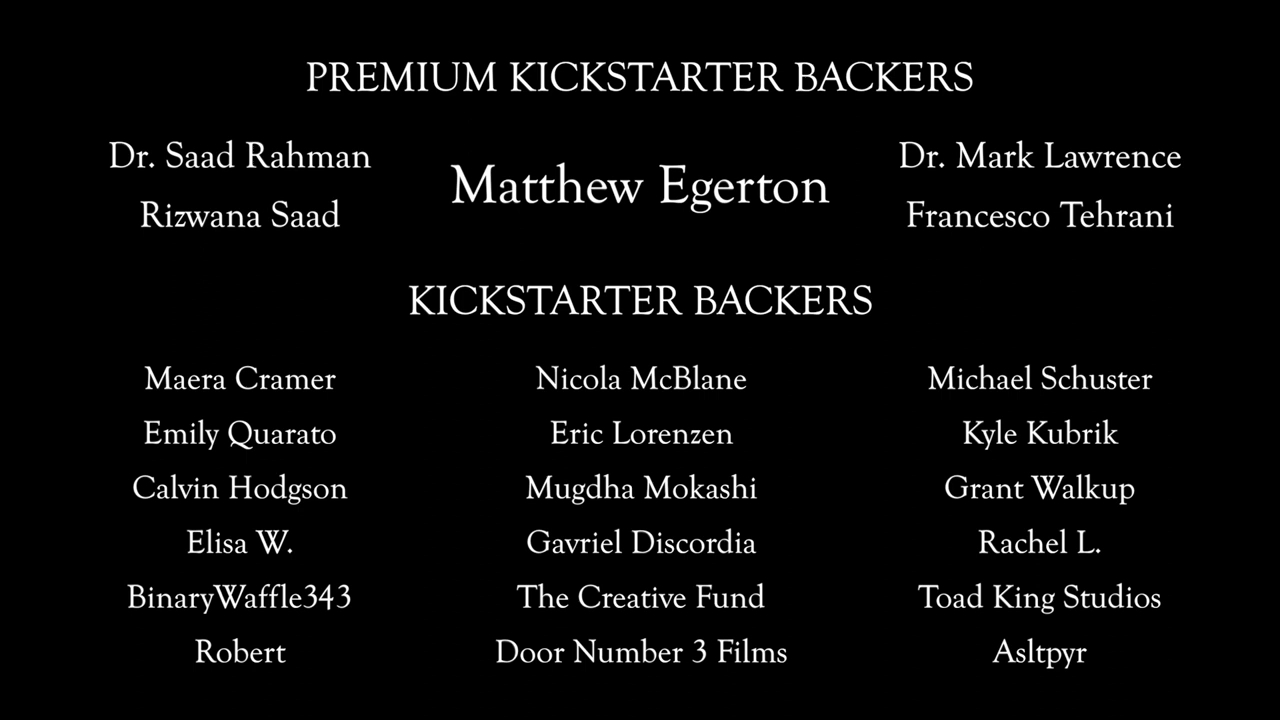 PREMIUM KICKSTARTER BACKERS
Dr. Saad Rahman
Rizwana Saad
Matthew Egerton
Dr. Mark Lawrence
Francesco Tehrani
KICKSTARTER BACKERS
Maera Cramer
Emily Quarato
Calvin Hodgson
Elisa W.
BinaryWaffle343
Robert
Nicola McBlane
Eric Lorenzen
Mugdha Mokashi
Gavriel Discordia
The Creative Fund
Door Number 3 Films
Michael Schuster
Kyle Kubrik
Grant Walkup
Rachel L.
Toad King Studios
Asltpyr